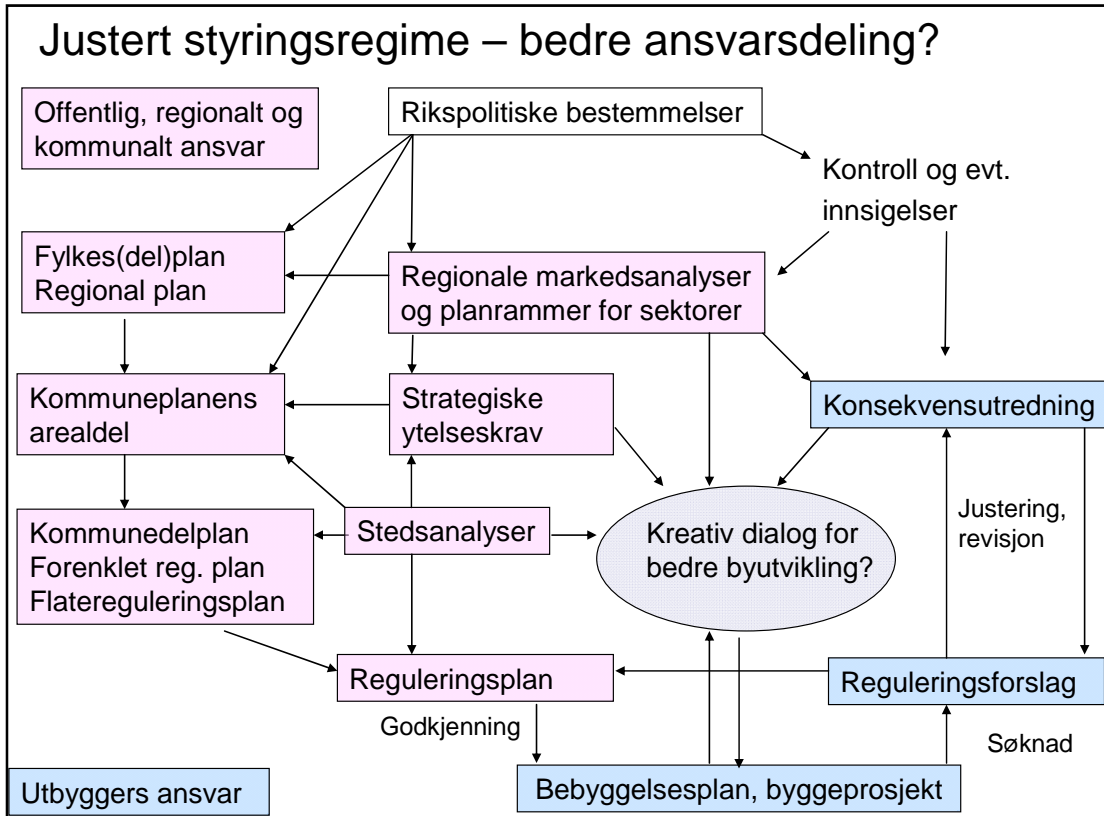 Justert styringsregime – bedre ansvarsdeling?
Offentlig, regionalt og
kommunalt ansvar
Rikspolitiske bestemmelser
Kontroll og evt.
innsigelser
Fylkes(del)plan
Regional plan
Regionale markedsanalyser
og planrammer for sektorer
Kommuneplanens
arealdel
Strategiske
ytelseskrav
Konsekvensutredning
Kommunedelplan
Forenklet reg. plan
Flatereguleringsplan
Stedsanalyser
Kreativ dialog for
bedre byutvikling?
Justering,
revisjon
Reguleringsplan
Reguleringsforslag
Godkjenning
Søknad
Utbyggers ansvar
Bebyggelsesplan, byggeprosjekt